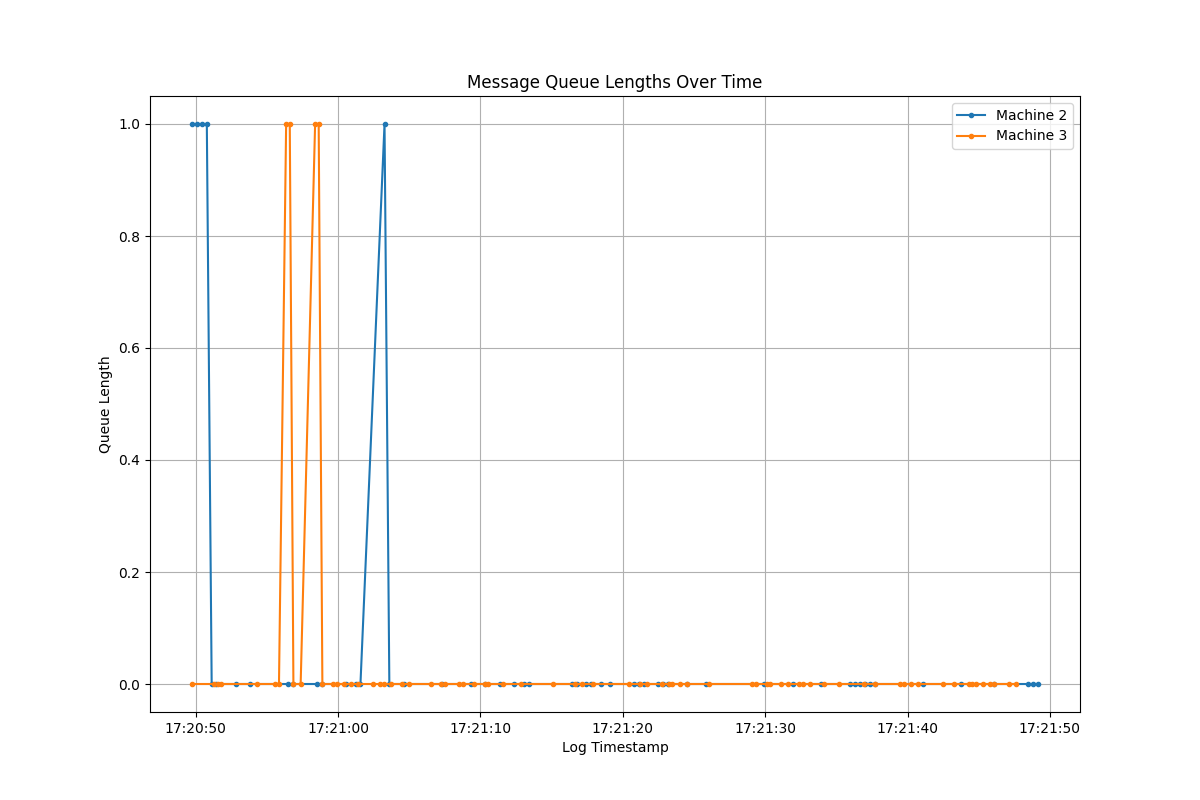 Message Queue Lengths Over Time
Machine 2
Machine 3
Queue Length
1.0
0.8
0.6
0.4
0.2
0.0
17:20:50
17:21:00
17:21:10
17:21:20
17:21:30
17:21:40
17:21:50
Log Timestamp